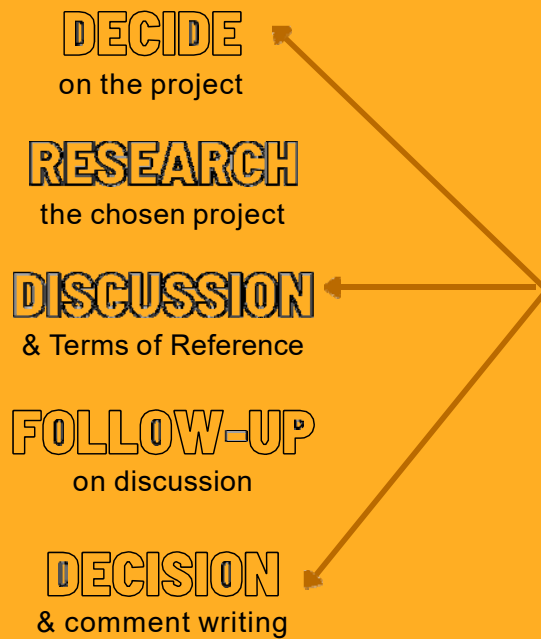 DECIDE
on the project
RESEARCH
the chosen project
DISCUSSION
& Terms of Reference
FOLLOW-UP
on discussion
DECISION
& comment writing